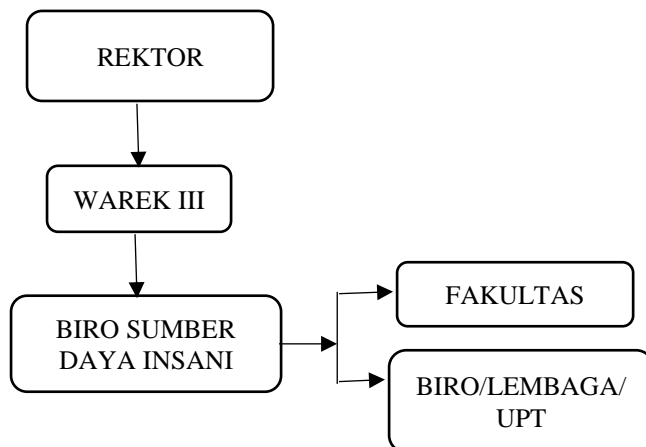 REKTOR
WAREK III
BIRO SUMBER
DAYA INSANI
FAKULTAS
BIRO/LEMBAGA/
UPT